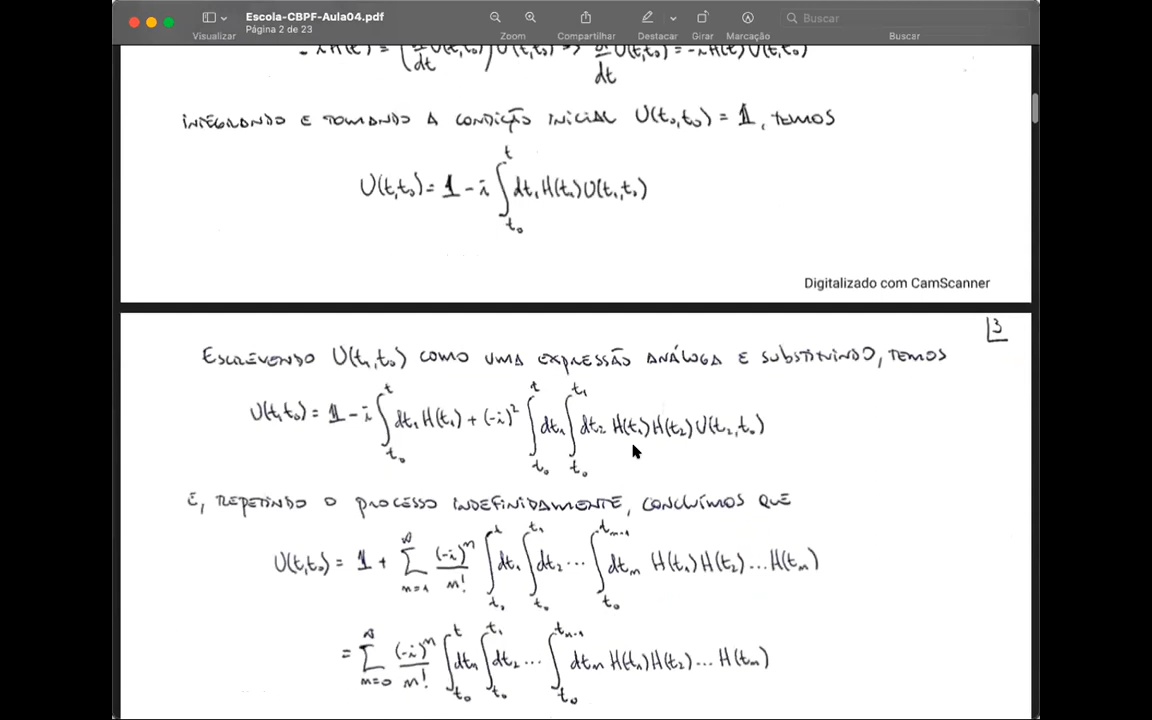 Escola-CBPF-Aula04.pdf
Página 2 de 23
Visualizar Zoom Compartilhar Destacar Girar Marcação Buscar
Buscar
dt dt
INTEGRANDO E TOMANDO A CONDIÇÃO INICIAL U(t₀,t₀) = 𝟙, TEMOS
U(t,t₀) = 𝟙 - i ∫_{t₀}^{t} dt₁ H(t₁) U(t₁,t₀)
Digitalizado com CamScanner
3
ESCREVENDO U(t₁,t₀) COMO UMA EXPRESSÃO ANÁLOGA E SUBSTITUINDO, TEMOS
U(t,t₀) = 𝟙 - i ∫_{t₀}^{t} dt₁ H(t₁) + (-i)² ∫_{t₀}^{t} dt₁ ∫_{t₀}^{t₁} dt₂ H(t₁) H(t₂) U(t₂,t₀)
E, REPETINDO O PROCESSO INDEFINIDAMENTE, CONCLUÍMOS QUE
U(t,t₀) = 𝟙 + ∑_{n=1}^{∞} (-i)ⁿ/n! ∫_{t₀}^{t} dt₁ ∫_{t₀}^{t₁} dt₂ ... ∫_{t₀}^{tₙ₋₁} dtₙ H(t₁) H(t₂) ... H(tₙ)
= ∑_{n=0}^{∞} (-i)ⁿ/n! ∫_{t₀}^{t} dt₁ ∫_{t₀}^{t₁} dt₂ ... ∫_{t₀}^{tₙ₋₁} dtₙ H(t₁) H(t₂) ... H(tₙ)